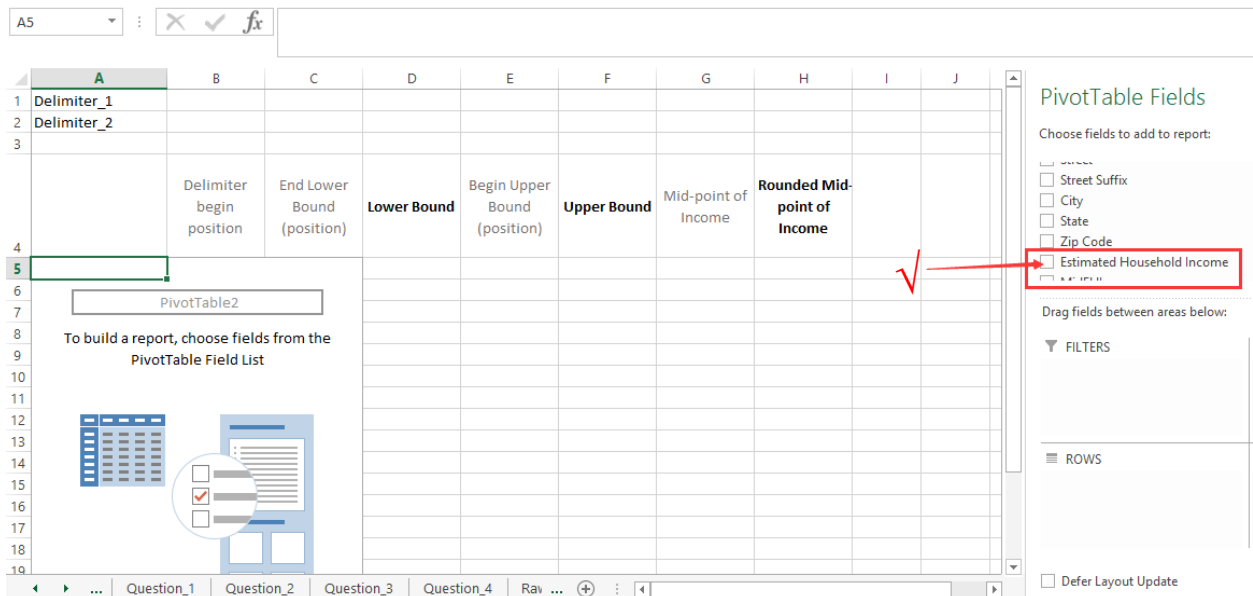 A5
fx
A B C D E F G H I J
1 Delimiter_1
2 Delimiter_2
3
4
Delimiter begin position
End Lower Bound (position)
Lower Bound
Begin Upper Bound (position)
Upper Bound
Mid-point of Income
Rounded Mid-point of Income
5
6
7
8
9
10
11
12
13
14
15
16
17
18
19
PivotTable2
To build a report, choose fields from the
PivotTable Field List
√
PivotTable Fields
Choose fields to add to report:
Street
Street Suffix
City
State
Zip Code
Estimated Household Income
Drag fields between areas below:
FILTERS
ROWS
Defer Layout Update
... Question_1 Question_2 Question_3 Question_4 Rav ...